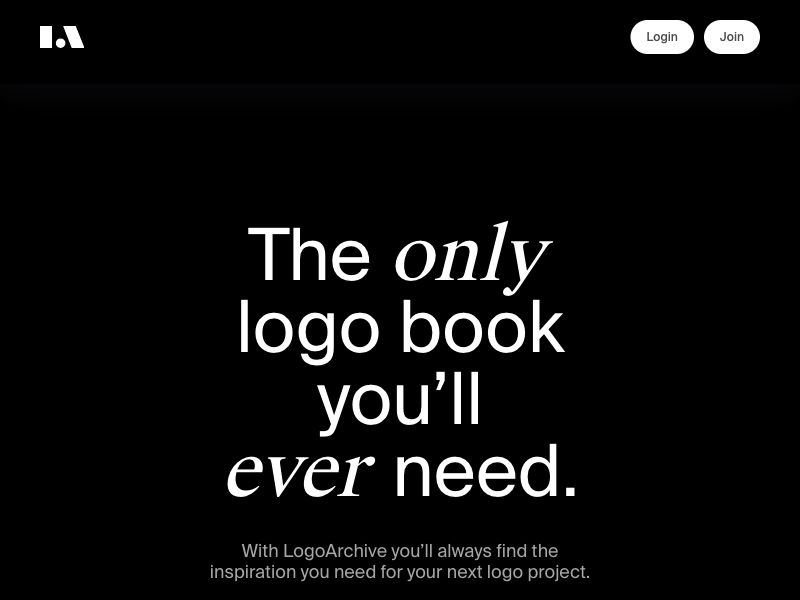 Login
Join
The only
logo book
you’ll
ever need.
With LogoArchive you’ll always find the
inspiration you need for your next logo project.